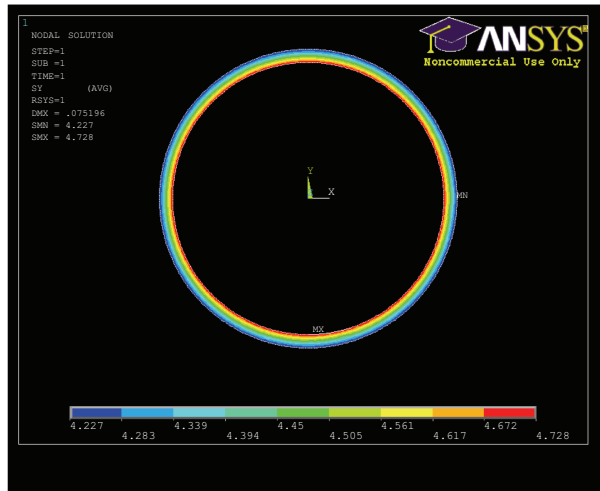 1
NODAL SOLUTION
STEP=1
SUB =1
TIME=1
SY (AVG)
RSYS=1
DMX = .075196
SMN = 4.227
SMX = 4.728
ANSYS
Noncommercial Use Only
Y
X
MN
MX
4.227 4.339 4.45 4.561 4.672
4.283 4.394 4.505 4.617 4.728